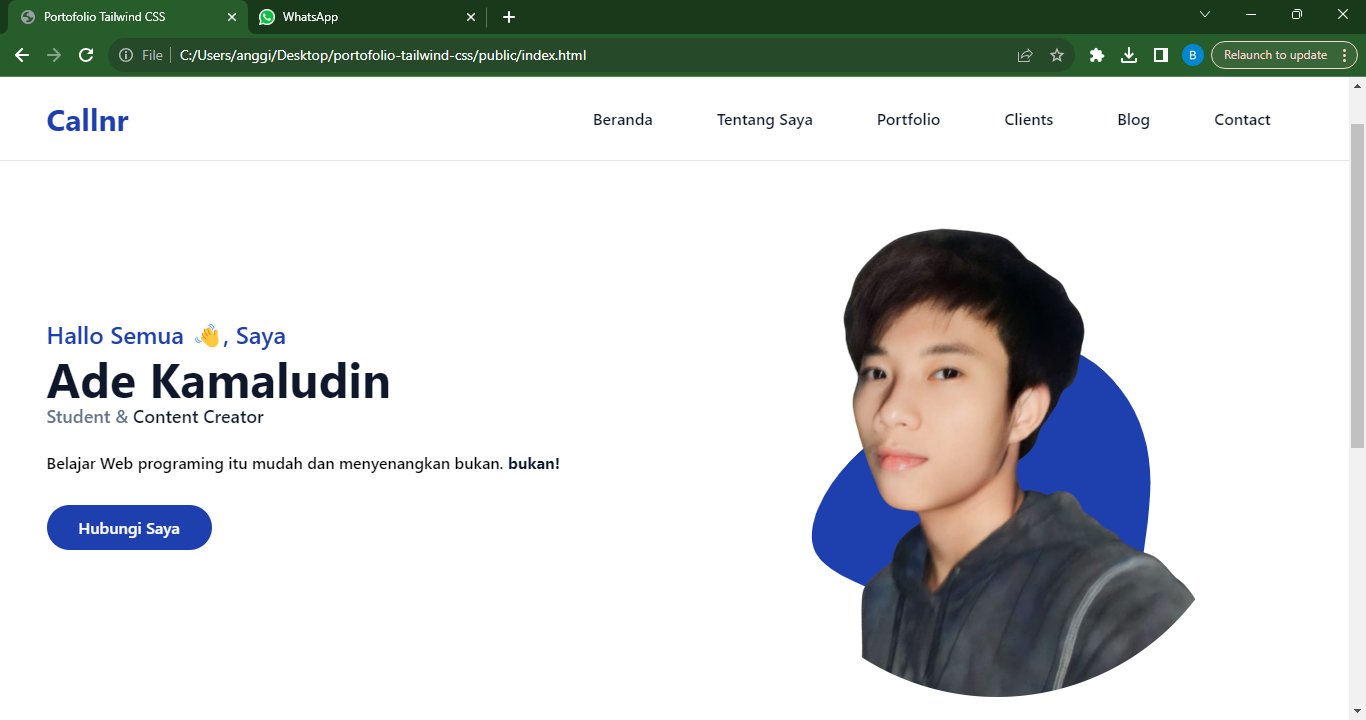 Portofolio Tailwind CSS
WhatsApp
File
C:/Users/anggi/Desktop/portofolio-tailwind-css/public/index.html
B
Relaunch to update
Callnr
Beranda
Tentang Saya
Portfolio
Clients
Blog
Contact
Hallo Semua 👋, Saya
Ade Kamaludin
Student & Content Creator
Belajar Web programing itu mudah dan menyenangkan bukan. bukan!
Hubungi Saya